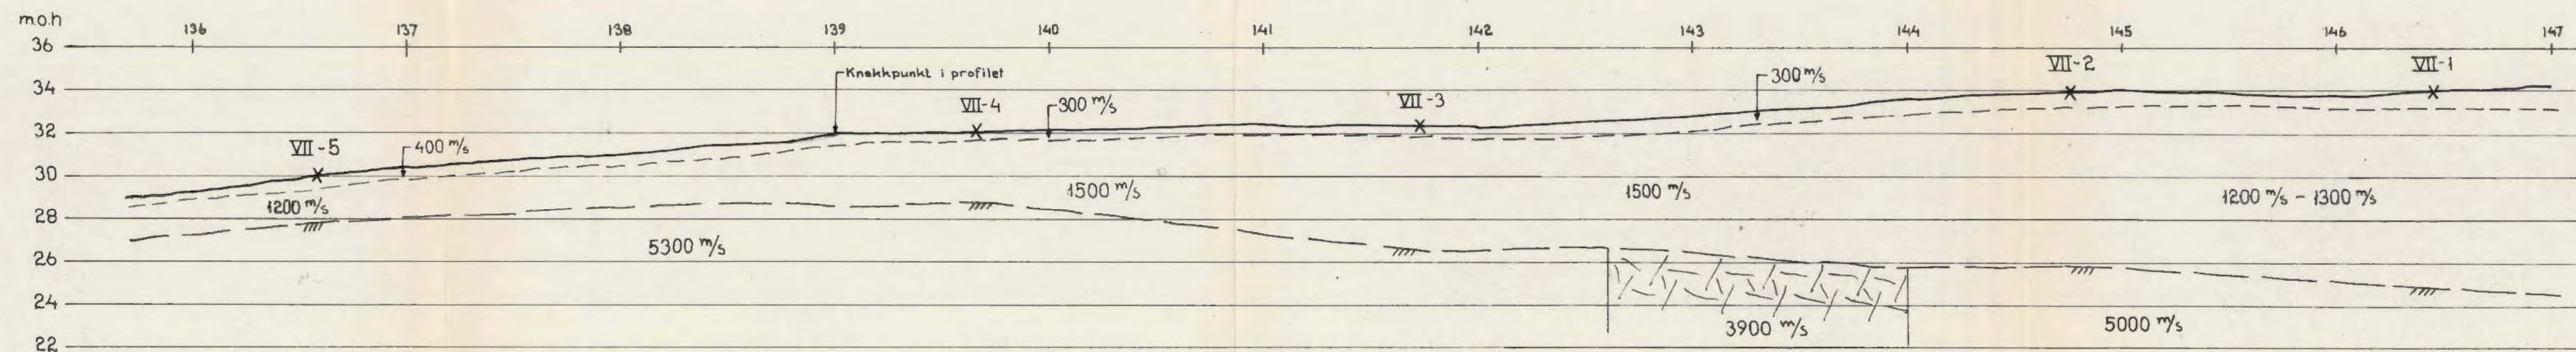 m.o.h
136 137 138 139 140 141 142 143 144 145 146 147
36
34
Knekkpunkt i profilet
300 m/s
VII-2
VII-1
VII-4
300 m/s
VII-3
32
VII-5
400 m/s
30
1500 m/s
1500 m/s
1200 m/s - 1300 m/s
1200 m/s
28
5300 m/s
26
24
3900 m/s
5000 m/s
22